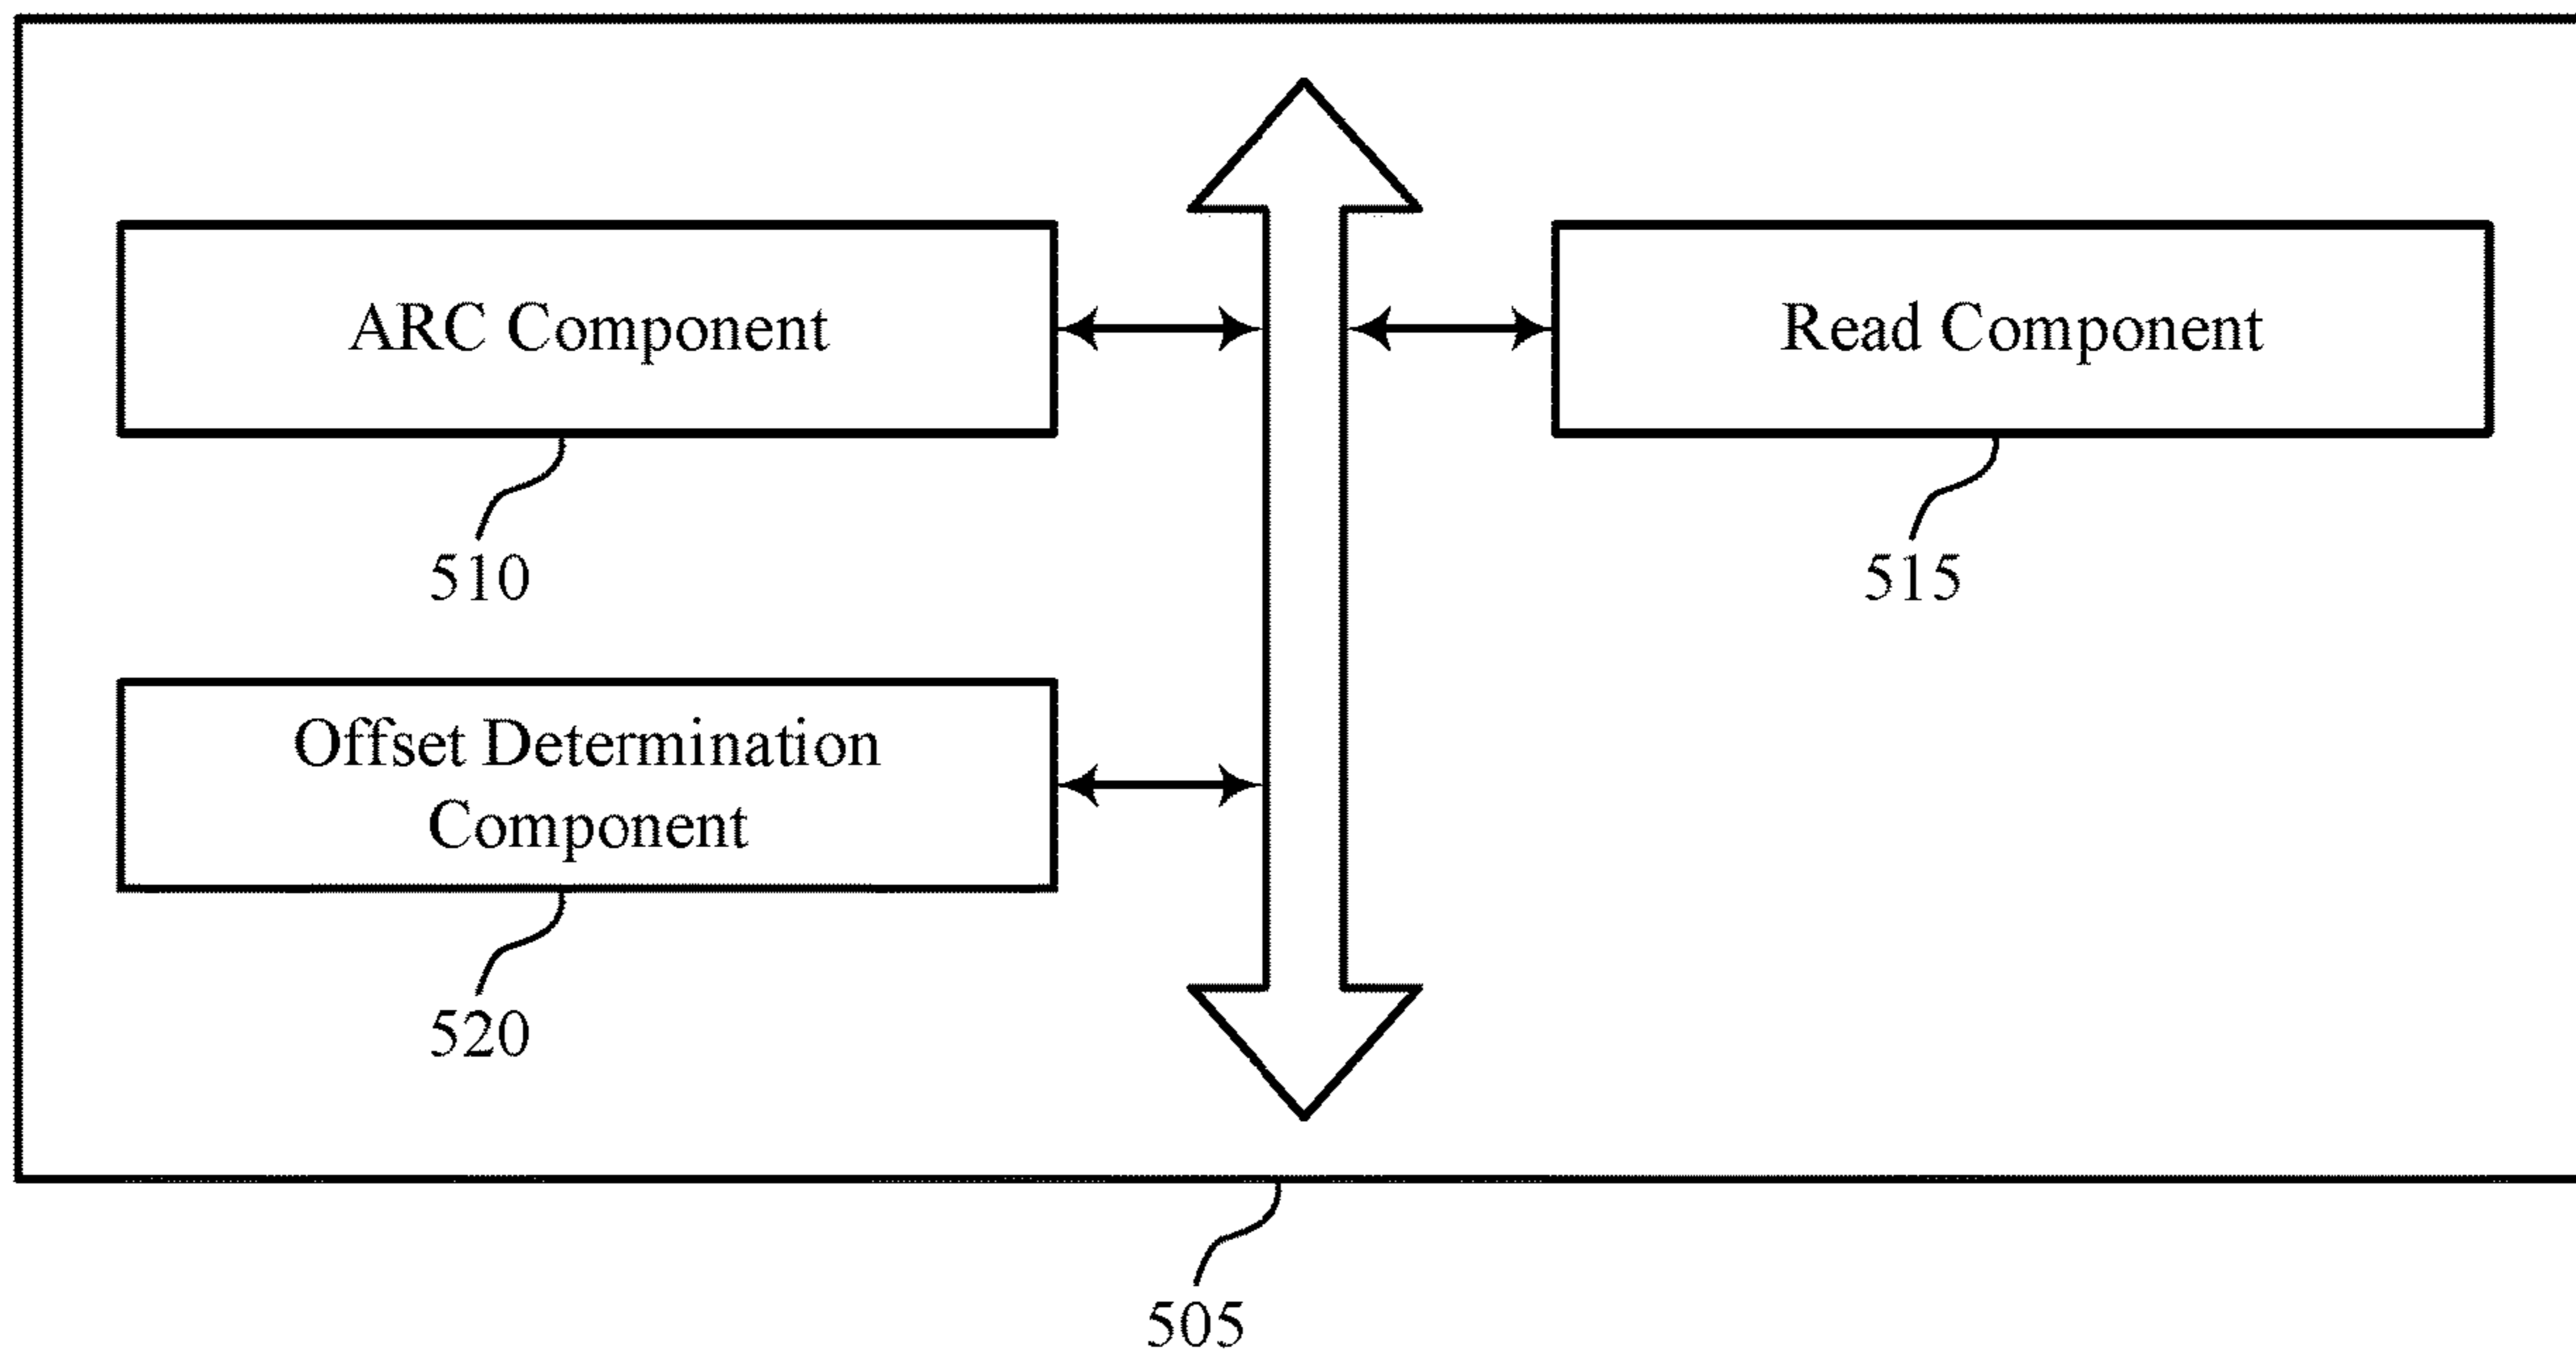 ARC Component
Read Component
510
515
Offset Determination
Component
520
505